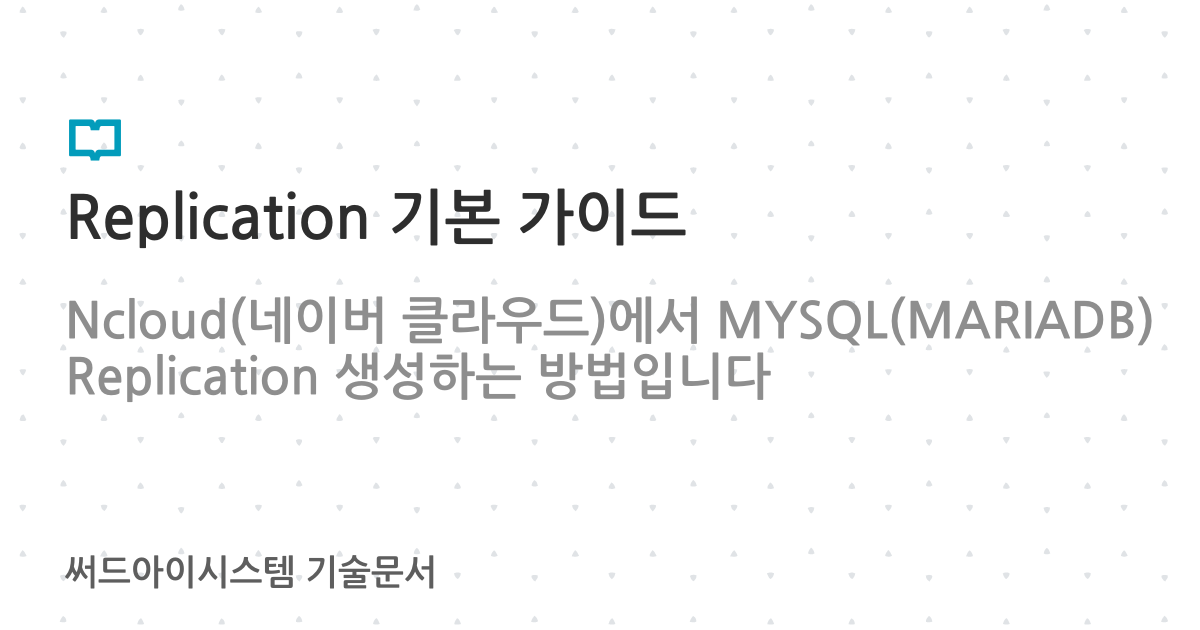 Replication 기본 가이드
Ncloud(네이버 클라우드)에서 MYSQL(MARIADB)
Replication 생성하는 방법입니다
써드아이시스템 기술문서